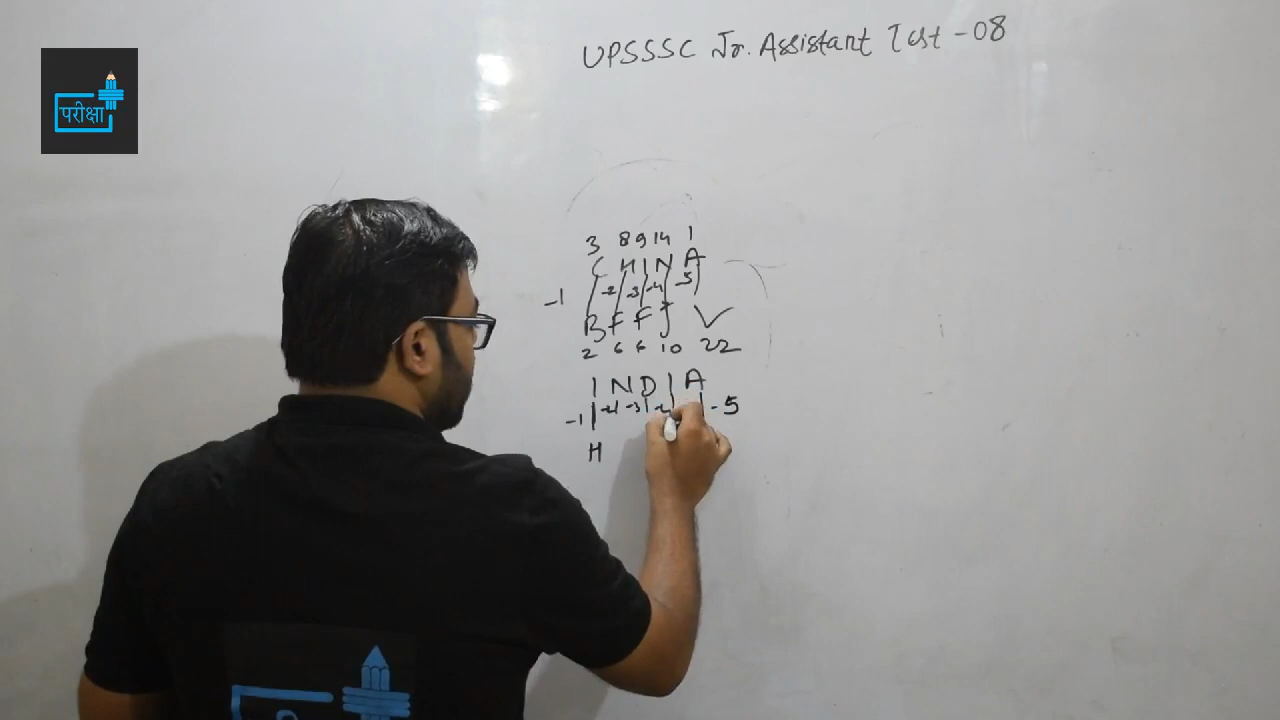 UPSSSC Jr. Assistant Test - 08
परीक्षा
3 8 9 14 1
C H I N A
-1 -2 -3 -4 -5
B F F J V
2 6 6 10 22
I N D I A
-1 -2 -3 -4 -5
H